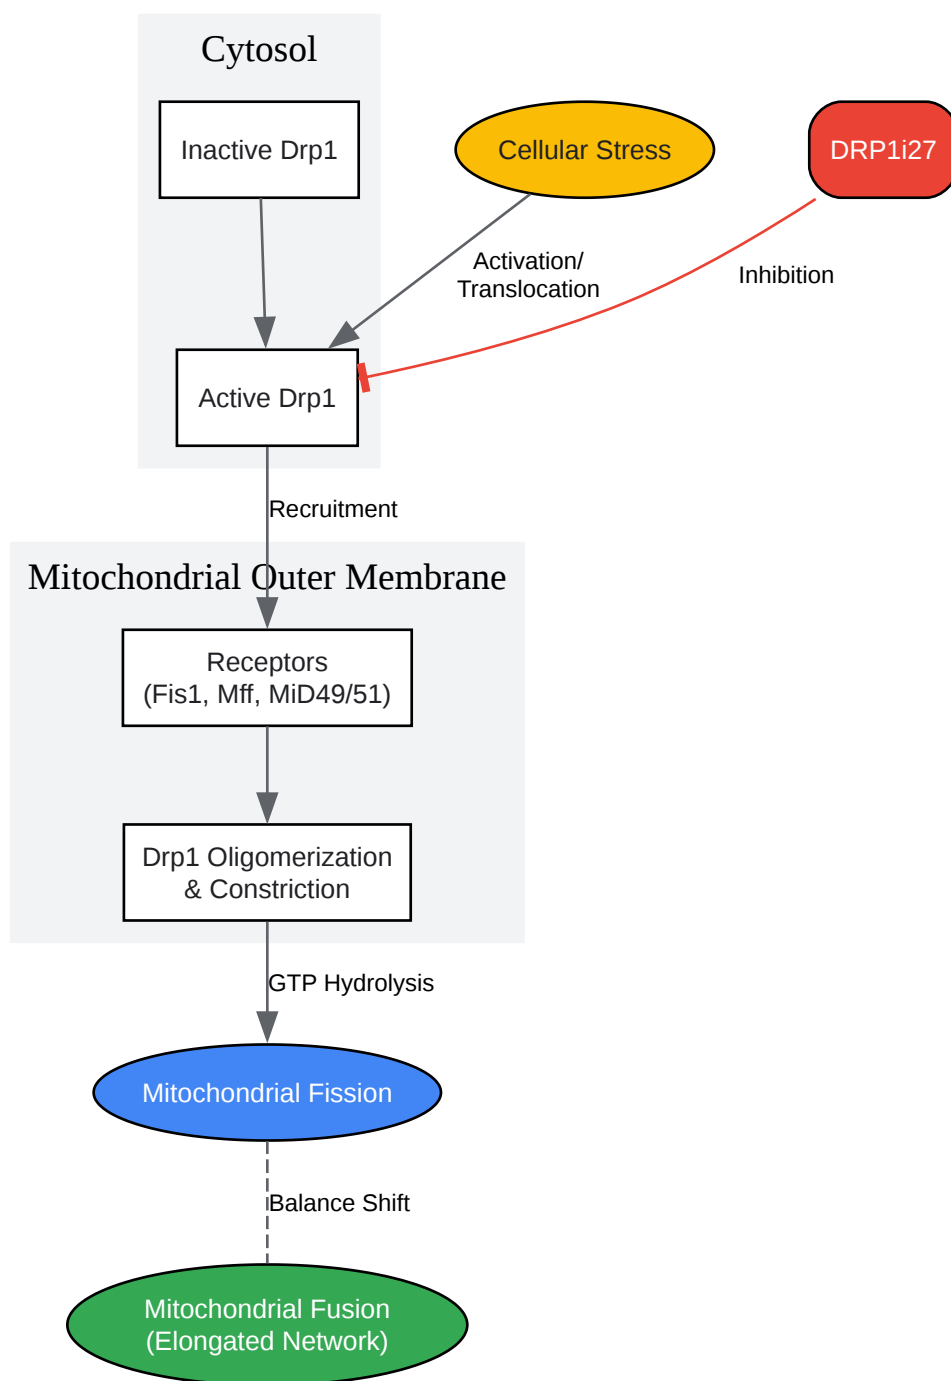 Cytosol
Inactive Drp1
Cellular Stress
DRP1i27
Activation/
Translocation
Inhibition
Active Drp1
Recruitment
Mitochondrial Outer Membrane
Receptors
(Fis1, Mff, MiD49/51)
Drp1 Oligomerization
& Constriction
GTP Hydrolysis
Mitochondrial Fission
Balance Shift
Mitochondrial Fusion
(Elongated Network)